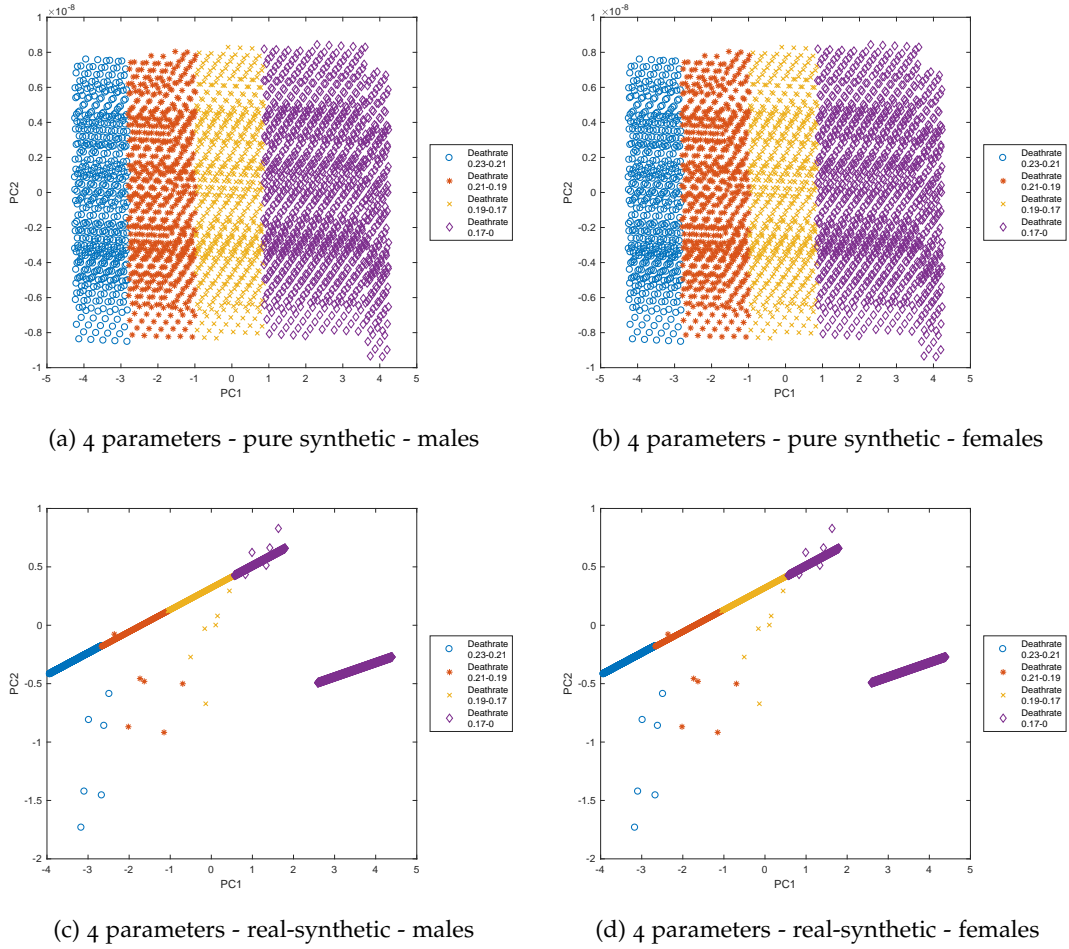 ×10⁻⁸
1
0.8
0.6
0.4
0.2
0
-0.2
-0.4
-0.6
-0.8
-1
PC2
-5 -4 -3 -2 -1 0 1 2 3 4 5
PC1
Deathrate
0.23-0.21
Deathrate
0.21-0.19
Deathrate
0.19-0.17
Deathrate
0.17-0
(a) 4 parameters - pure synthetic - males
×10⁻⁸
1
0.8
0.6
0.4
0.2
0
-0.2
-0.4
-0.6
-0.8
-1
PC2
-5 -4 -3 -2 -1 0 1 2 3 4 5
PC1
Deathrate
0.23-0.21
Deathrate
0.21-0.19
Deathrate
0.19-0.17
Deathrate
0.17-0
(b) 4 parameters - pure synthetic - females
1
0.5
0
-0.5
-1
-1.5
-2
PC2
-4 -3 -2 -1 0 1 2 3 4 5
PC1
Deathrate
0.23-0.21
Deathrate
0.21-0.19
Deathrate
0.19-0.17
Deathrate
0.17-0
(c) 4 parameters - real-synthetic - males
1
0.5
0
-0.5
-1
-1.5
-2
PC2
-4 -3 -2 -1 0 1 2 3 4 5
PC1
Deathrate
0.23-0.21
Deathrate
0.21-0.19
Deathrate
0.19-0.17
Deathrate
0.17-0
(d) 4 parameters - real-synthetic - females